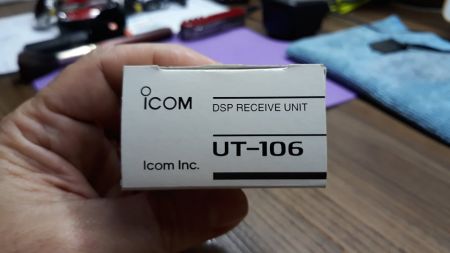 ICOM
DSP RECEIVE UNIT
UT-106
Icom Inc.